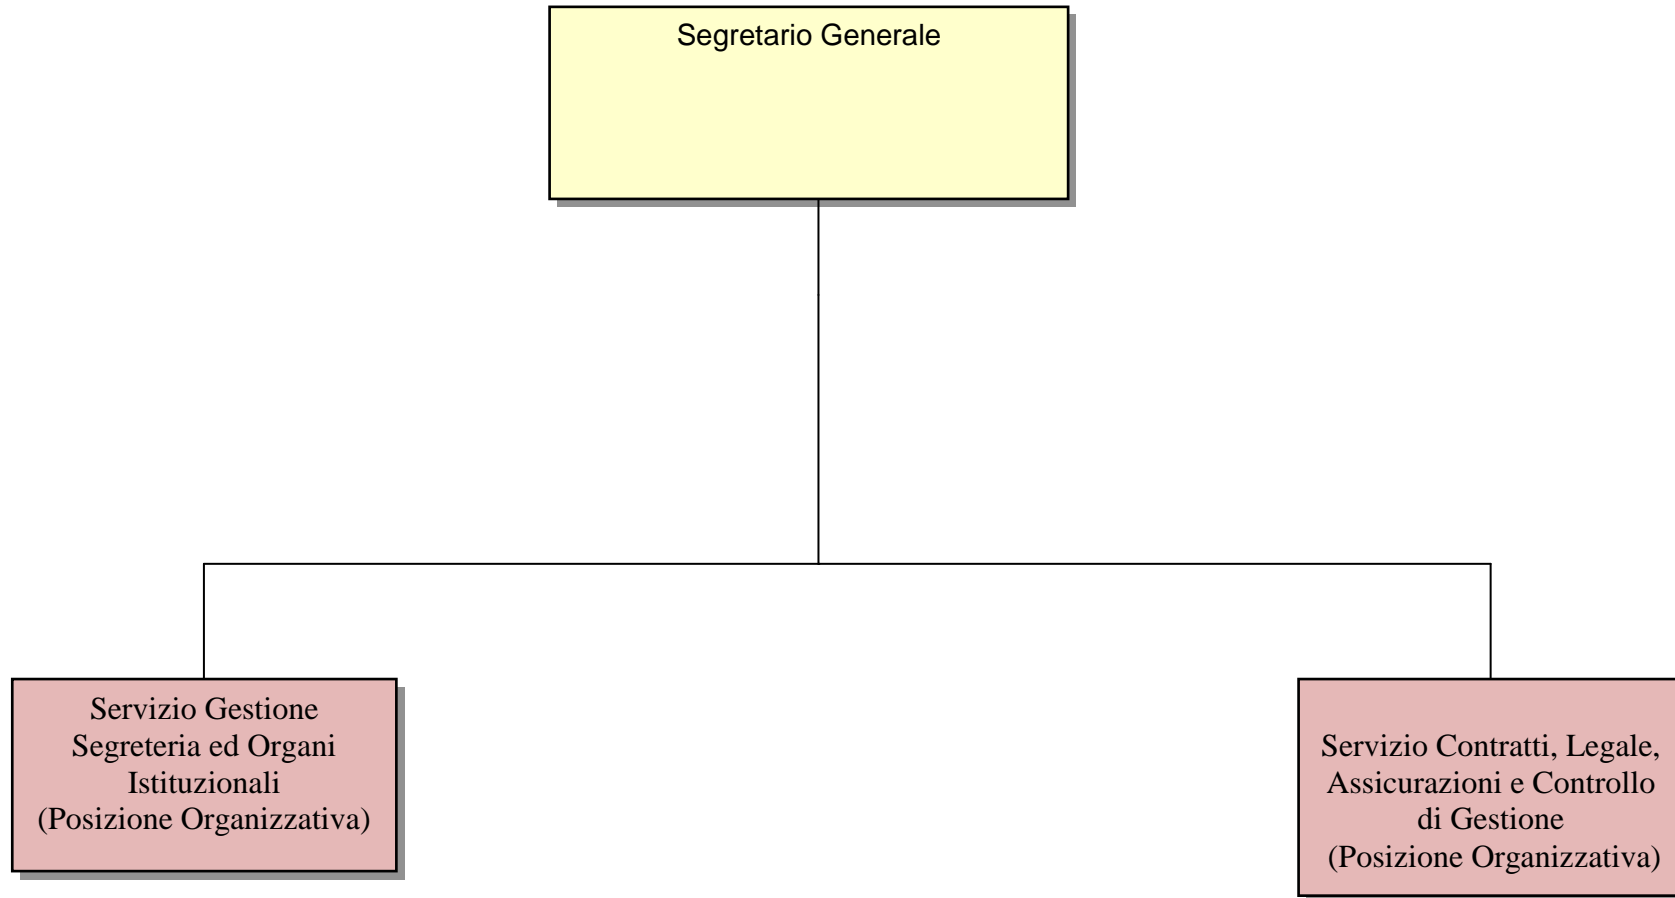 Segretario Generale
Servizio Gestione
Segreteria ed Organi
Istituzionali
(Posizione Organizzativa)
Servizio Contratti, Legale,
Assicurazioni e Controllo
di Gestione
(Posizione Organizzativa)